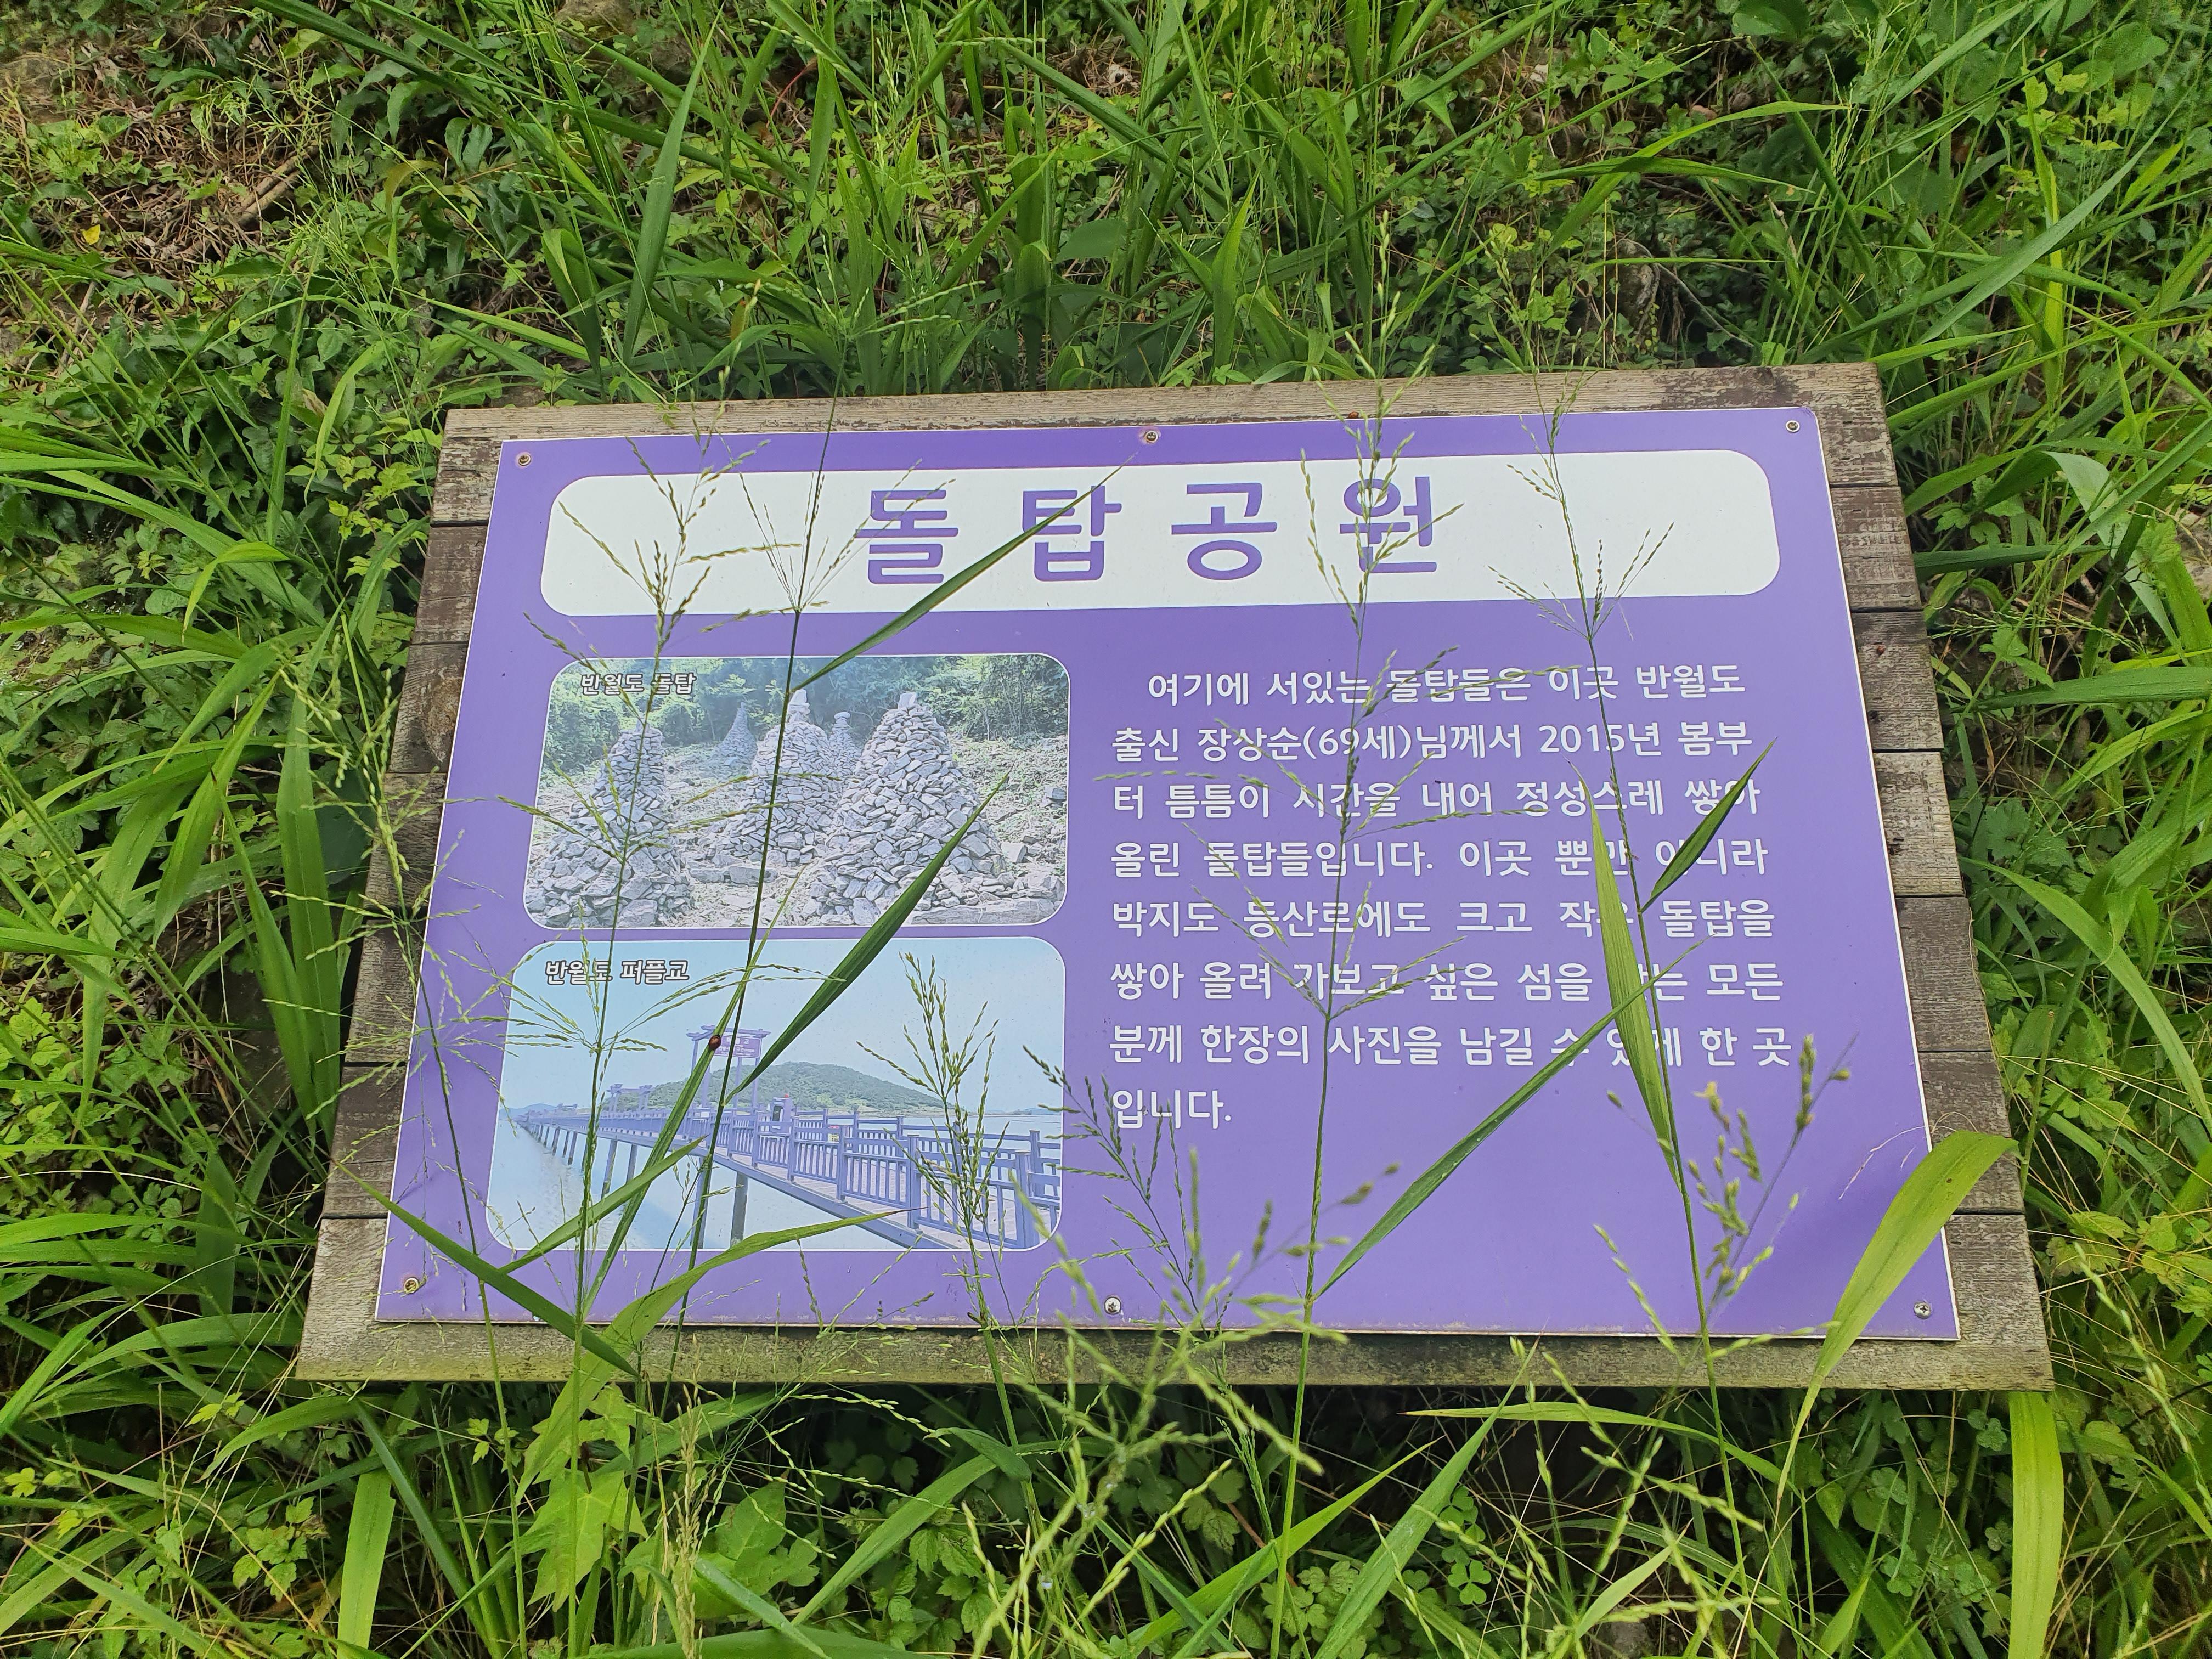 돌탑공원
반월도 돌탑
반월도 퍼플교
여기에 서있는 돌탑들은 이곳 반월도
출신 장상순(69세)님께서 2015년 봄부
터 틈틈이 시간을 내어 정성스레 쌓아
올린 돌탑들입니다. 이곳 뿐만 아니라
박지도 등산로에도 크고 작은 돌탑을
쌓아 올려 가보고 싶은 섬을 찾는 모든
분께 한장의 사진을 남길 수 있게 한 곳
입니다.